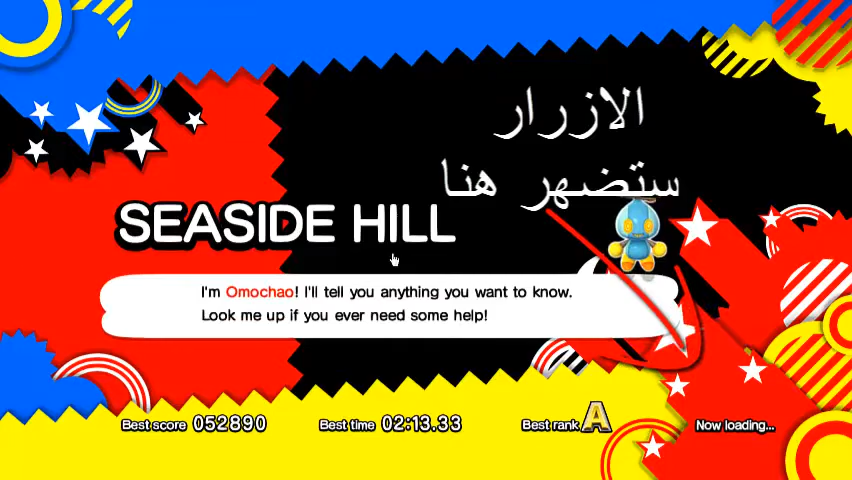 الازرار
ستضهر هنا
SEASIDE HILL
I'm Omochao! I'll tell you anything you want to know.
Look me up if you ever need some help!
Best score 052890 Best time 02:13.33 Best rank A Now loading...